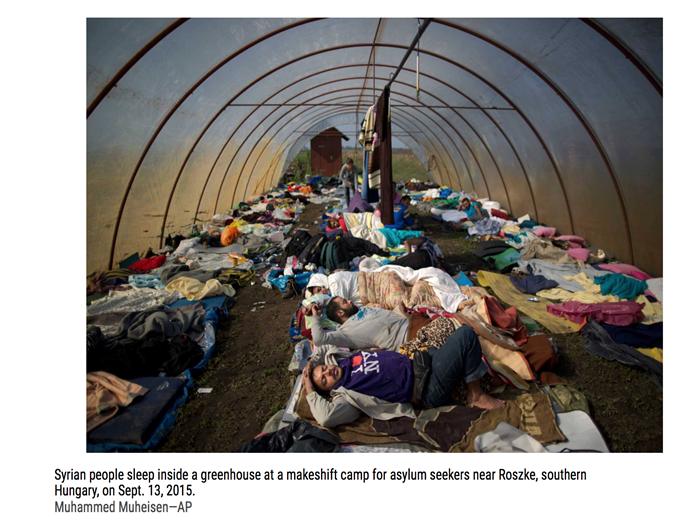 Syrian people sleep inside a greenhouse at a makeshift camp for asylum seekers near Roszke, southern
Hungary, on Sept. 13, 2015.
Muhammed Muheisen—AP